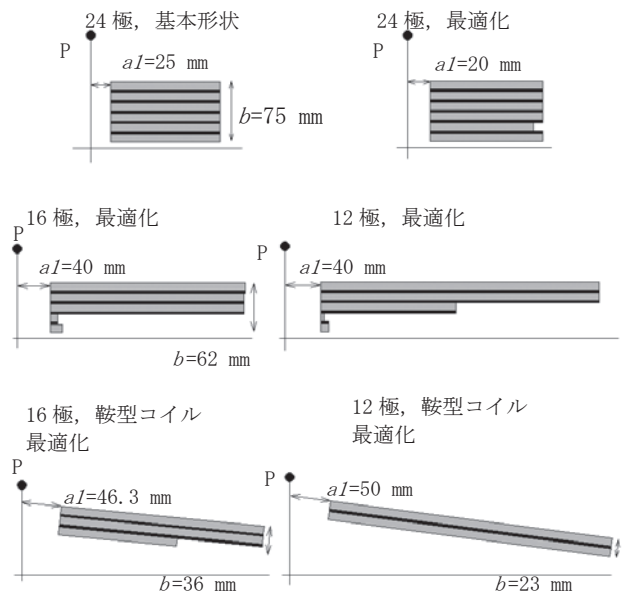 24 極，基本形状
P
a1=25 mm
b=75 mm
24 極，最適化
P
a1=20 mm
16 極，最適化
P
a1=40 mm
b=62 mm
12 極，最適化
P
a1=40 mm
16 極，鞍型コイル
最適化
P
a1=46.3 mm
b=36 mm
12 極，鞍型コイル
最適化
P
a1=50 mm
b=23 mm